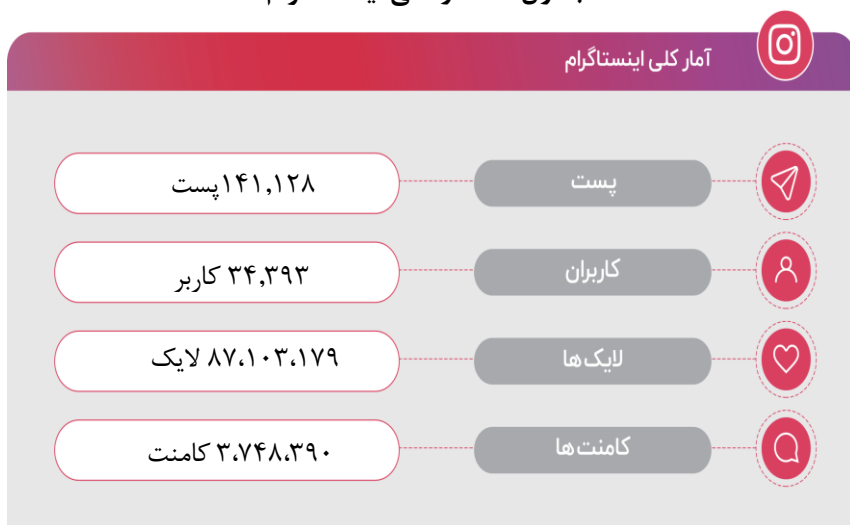 آمار کلی اینستاگرام
پست
۱۴۱,۱۲۸پست
کاربران
۳۴,۳۹۳ کاربر
لایک‌ها
۸۷،۱۰۳،۱۷۹ لایک
کامنت‌ها
۳،۷۴۸،۳۹۰ کامنت